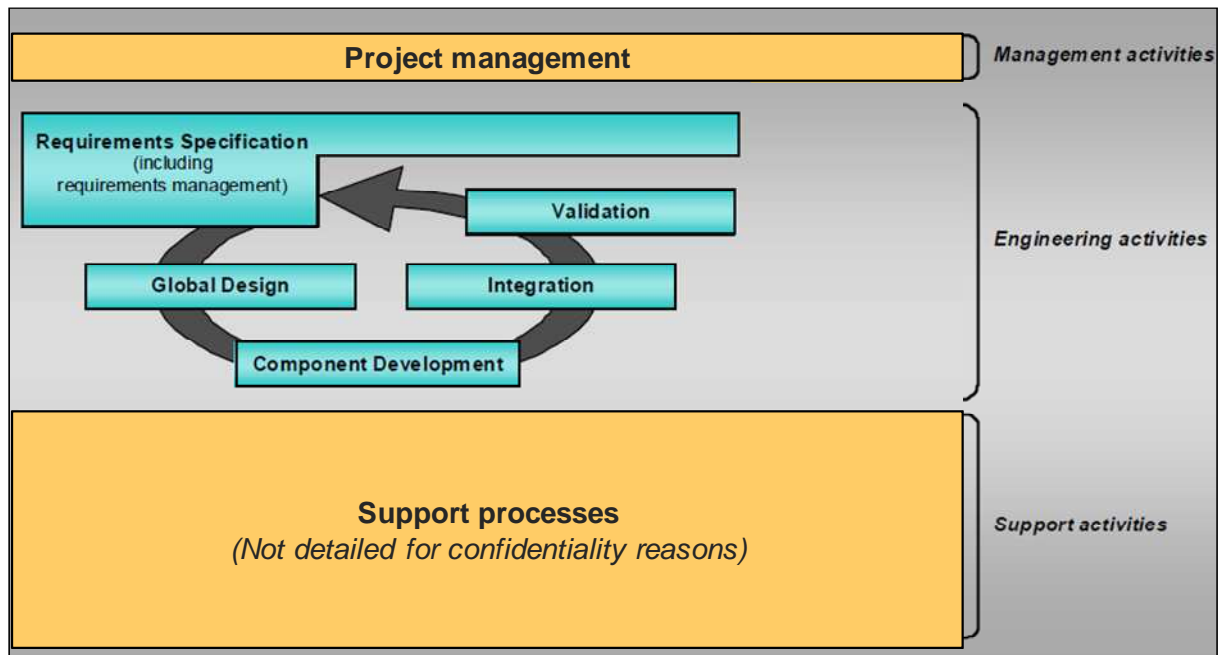 Project management
Management activities
Requirements Specification
(including
requirements management)
Validation
Engineering activities
Global Design
Integration
Component Development
Support processes
(Not detailed for confidentiality reasons)
Support activities